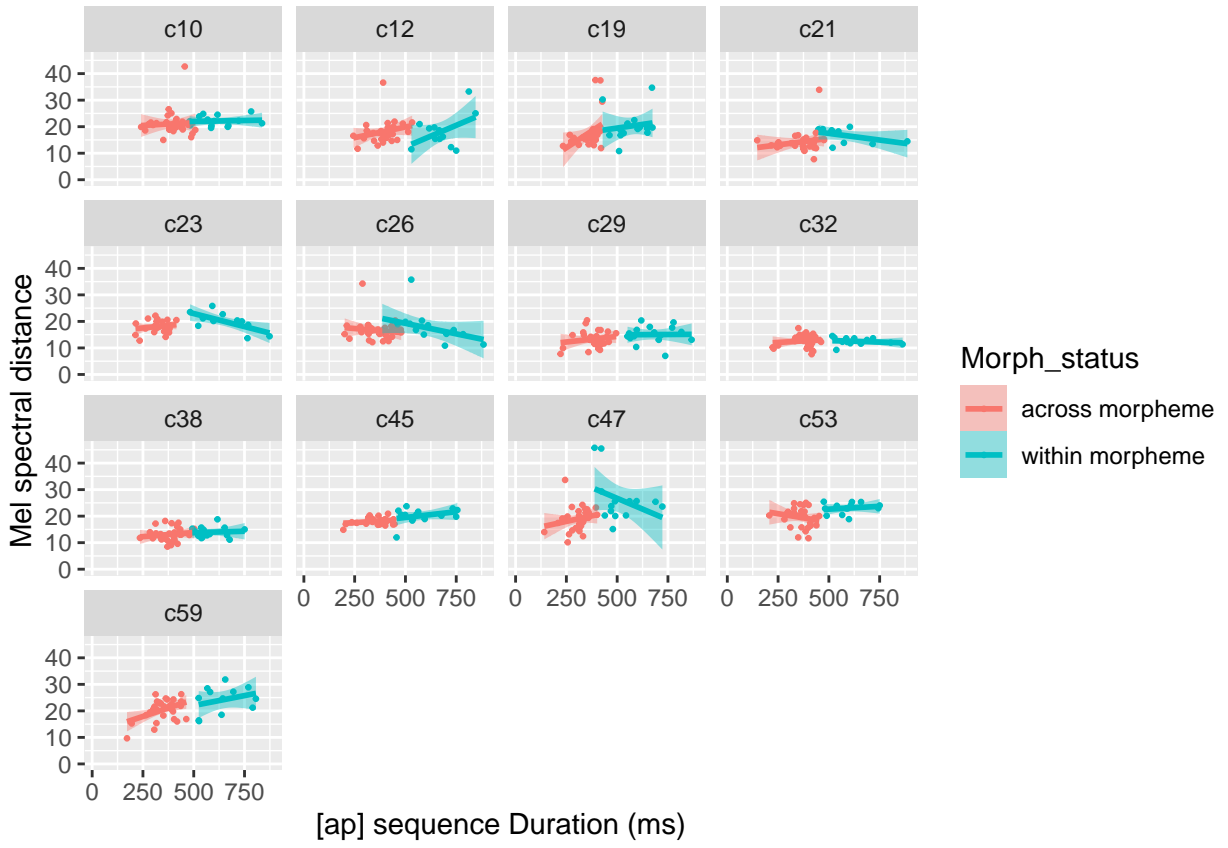 c10 c12 c19 c21
40
30
20
10
0
c23 c26 c29 c32
40
30
20
10
0
c38 c45 c47 c53
40
30
20
10
0
0 250 500 750 0 250 500 750 0 250 500 750
c59
40
30
20
10
0
0 250 500 750
[ap] sequence Duration (ms)
Mel spectral distance
Morph_status
across morpheme
within morpheme